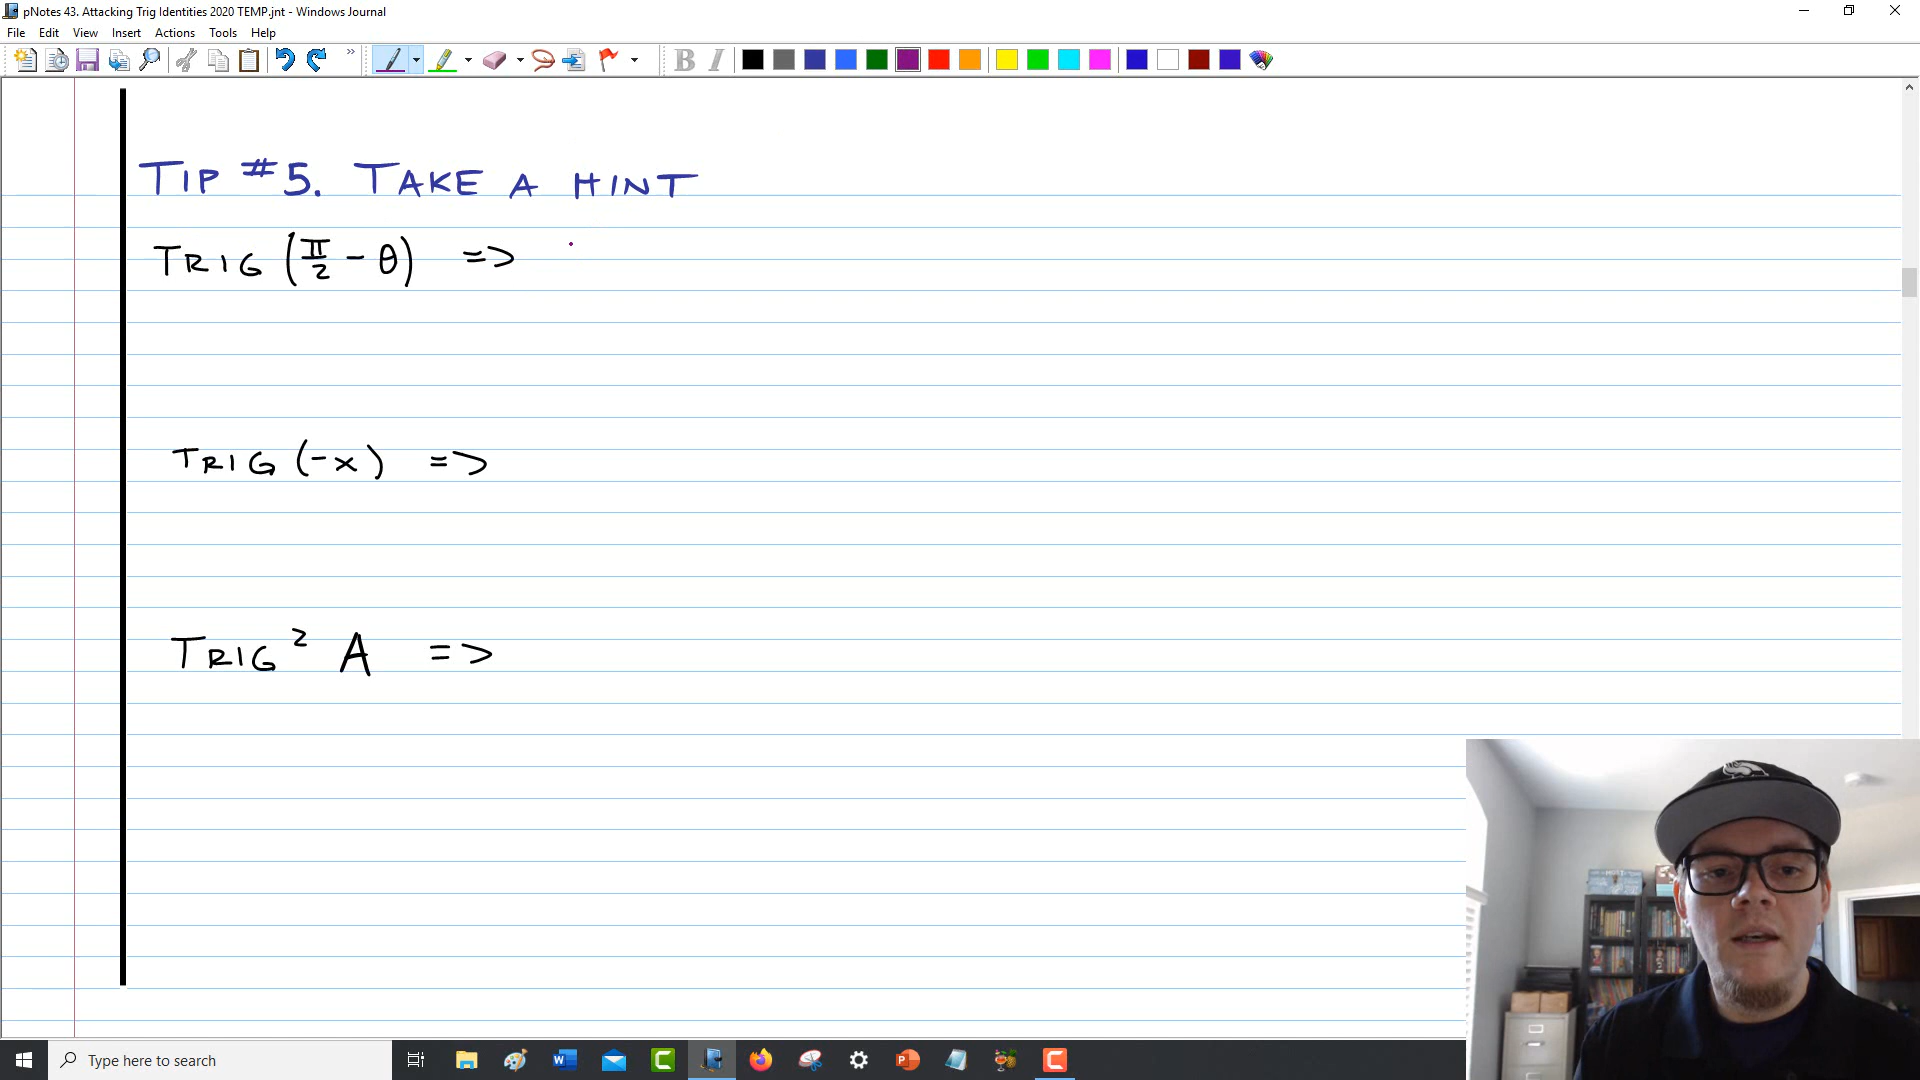 pNotes 43. Attacking Trig Identities 2020 TEMP.jnt - Windows Journal
File Edit View Insert Actions Tools Help
B I
TIP #5. TAKE A HINT
TRIG (π/2 - θ) =>
TRIG (-x) =>
TRIG² A =>
Type here to search